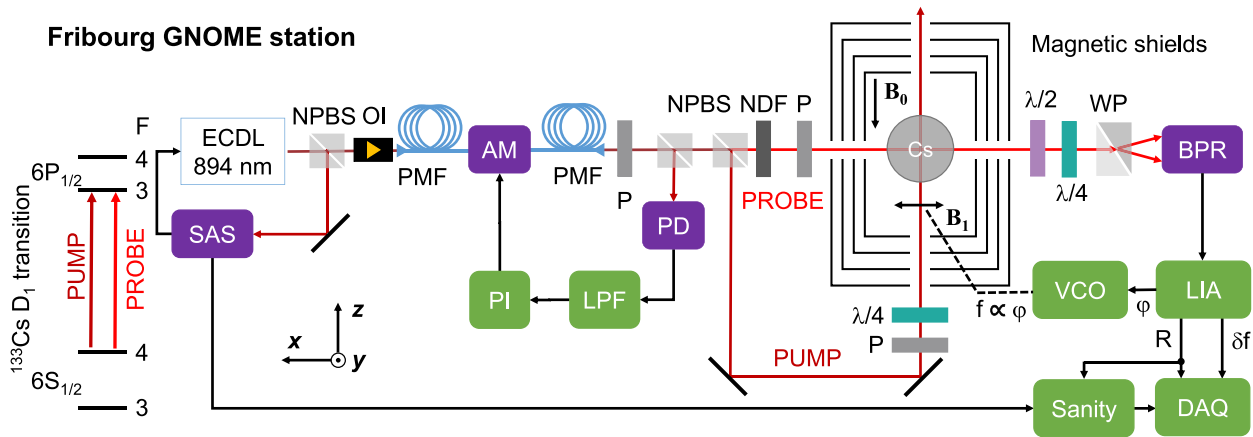 Fribourg GNOME station
Magnetic shields
F
4
6P1/2
3
PUMP
PROBE
133Cs D1 transition
4
6S1/2
3
ECDL
894 nm
SAS
NPBS
OI
PMF
AM
PMF
P
NPBS
NDF
P
PROBE
PD
LPF
PI
z
x
y
B0
Cs
B1
λ/4
P
PUMP
λ/2
λ/4
WP
BPR
LIA
VCO
φ
f ∝ φ
R
δf
Sanity
DAQ